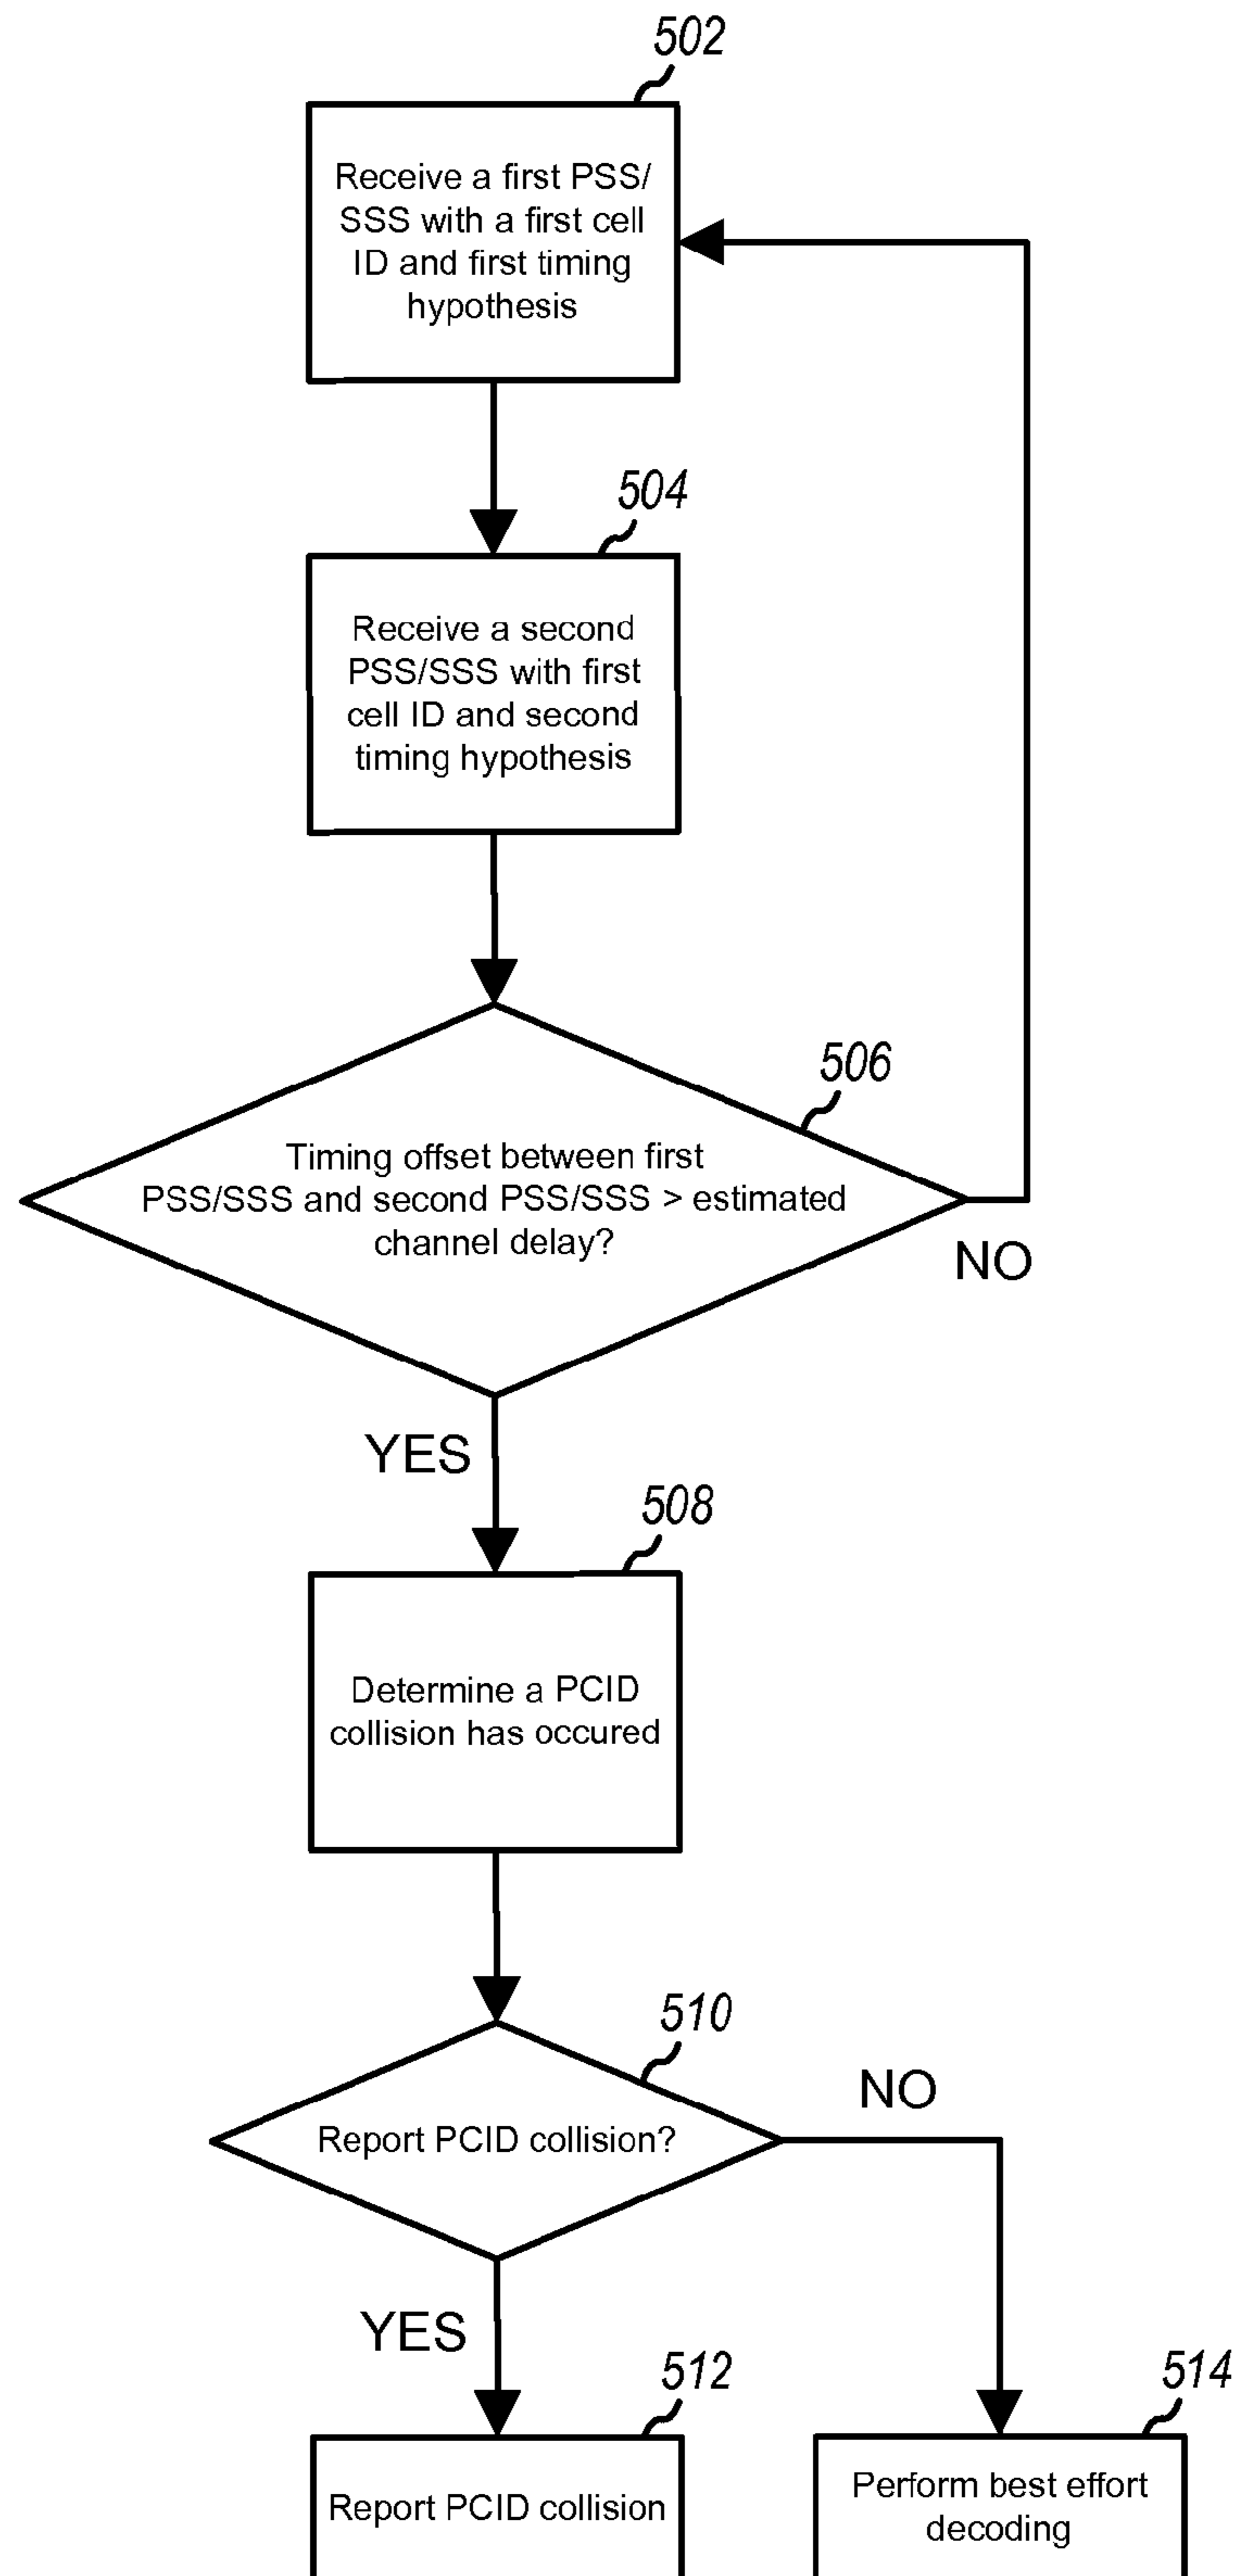 502
Receive a first PSS/
SSS with a first cell
ID and first timing
hypothesis
504
Receive a second
PSS/SSS with first
cell ID and second
timing hypothesis
506
Timing offset between first
PSS/SSS and second PSS/SSS > estimated
channel delay?
NO
YES
508
Determine a PCID
collision has occured
510
Report PCID collision?
NO
YES
512
Report PCID collision
514
Perform best effort
decoding